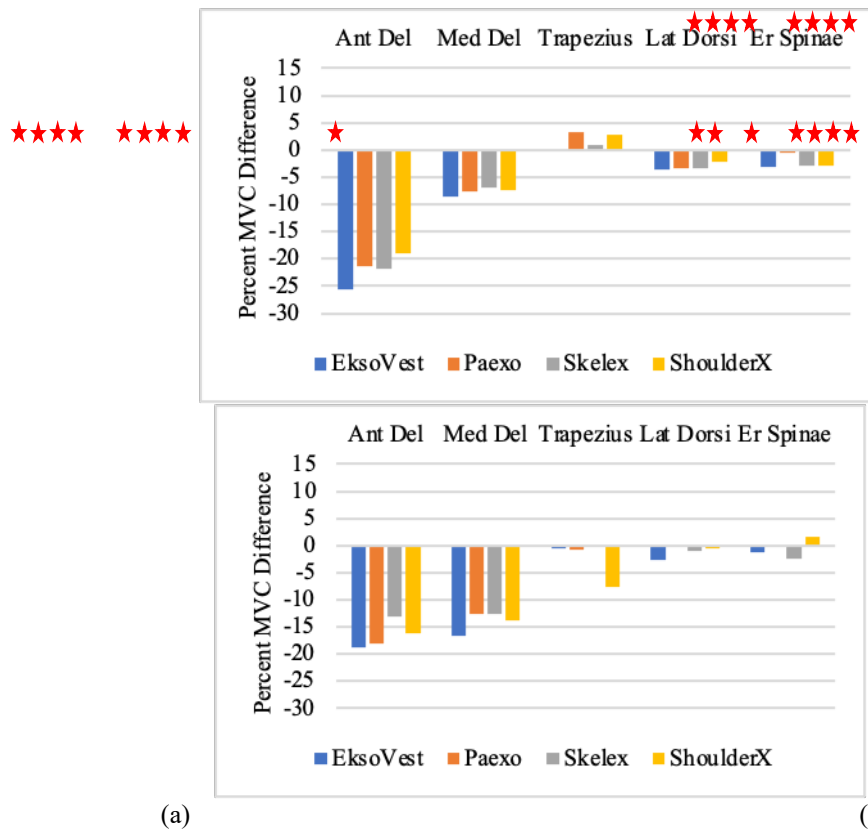 Ant Del Med Del Trapezius Lat Dorsi Er Spinae
15
10
5
0
-5
-10
-15
-20
-25
-30
Percent MVC Difference
EksoVest Paexo Skelex ShoulderX
Ant Del Med Del Trapezius Lat Dorsi Er Spinae
15
10
5
0
-5
-10
-15
-20
-25
-30
Percent MVC Difference
EksoVest Paexo Skelex ShoulderX
(a) (